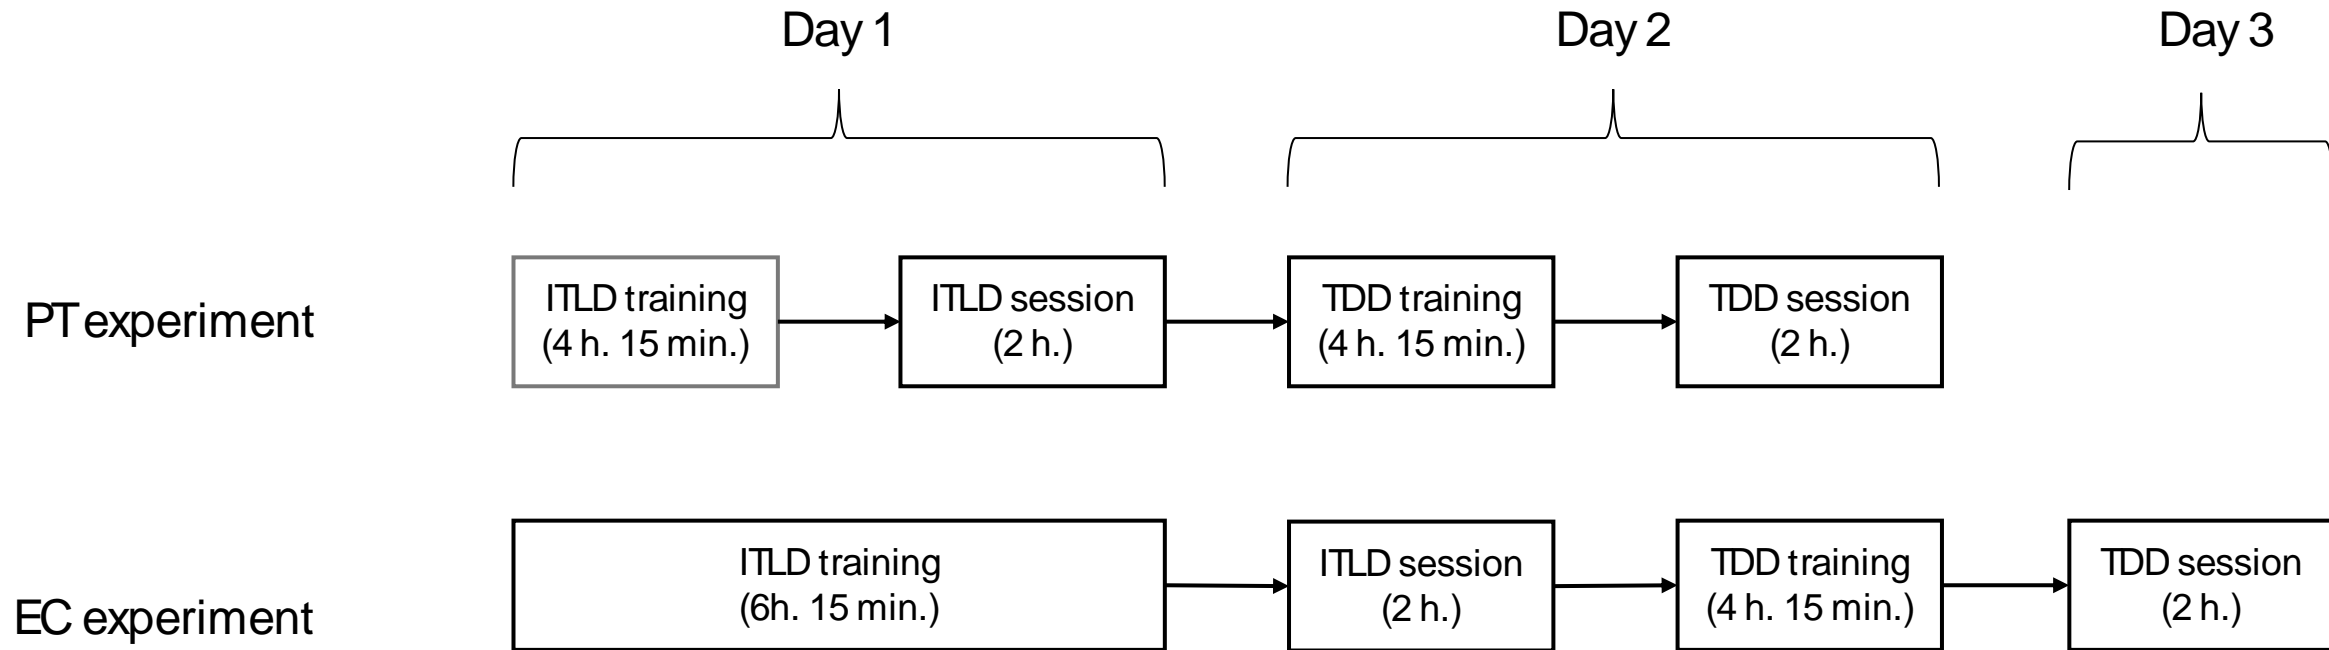 Day 1
Day 2
Day 3
PT experiment
ITLD training
(4 h. 15 min.)
ITLD session
(2 h.)
TDD training
(4 h. 15 min.)
TDD session
(2 h.)
EC experiment
ITLD training
(6h. 15 min.)
ITLD session
(2 h.)
TDD training
(4 h. 15 min.)
TDD session
(2 h.)